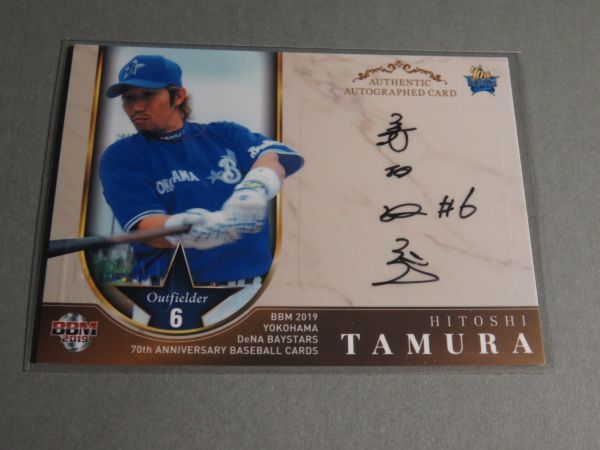 AUTHENTIC
AUTOGRAPHED CARD
#6
Outfielder
6
BBM 2019
YOKOHAMA
DeNA BAYSTARS
70th ANNIVERSARY BASEBALL CARDS
BBM
2019
HITOSHI
TAMURA